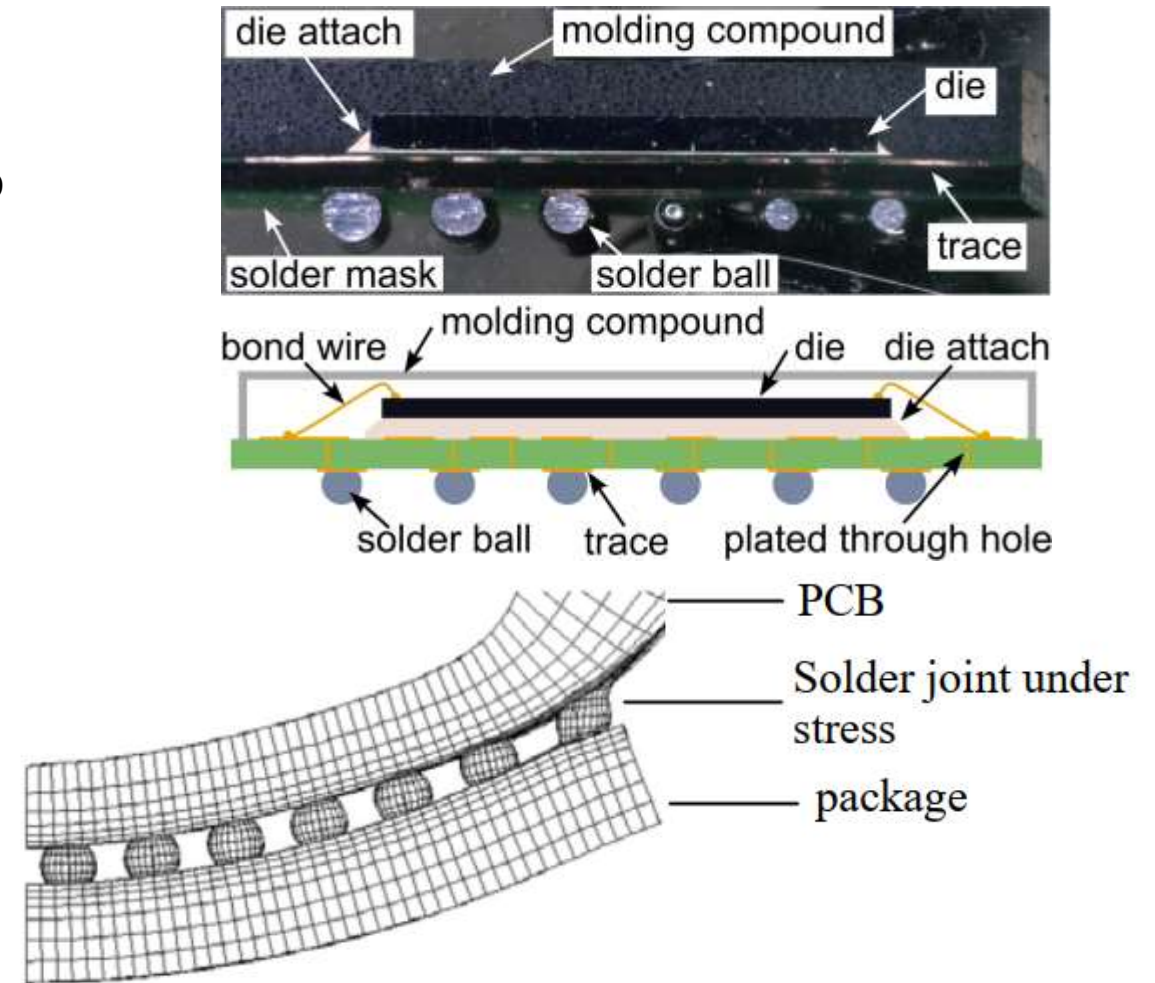 die attach
molding compound
die
trace
solder mask
solder ball
molding compound
bond wire
die
die attach
solder ball
trace
plated through hole
PCB
Solder joint under
stress
package